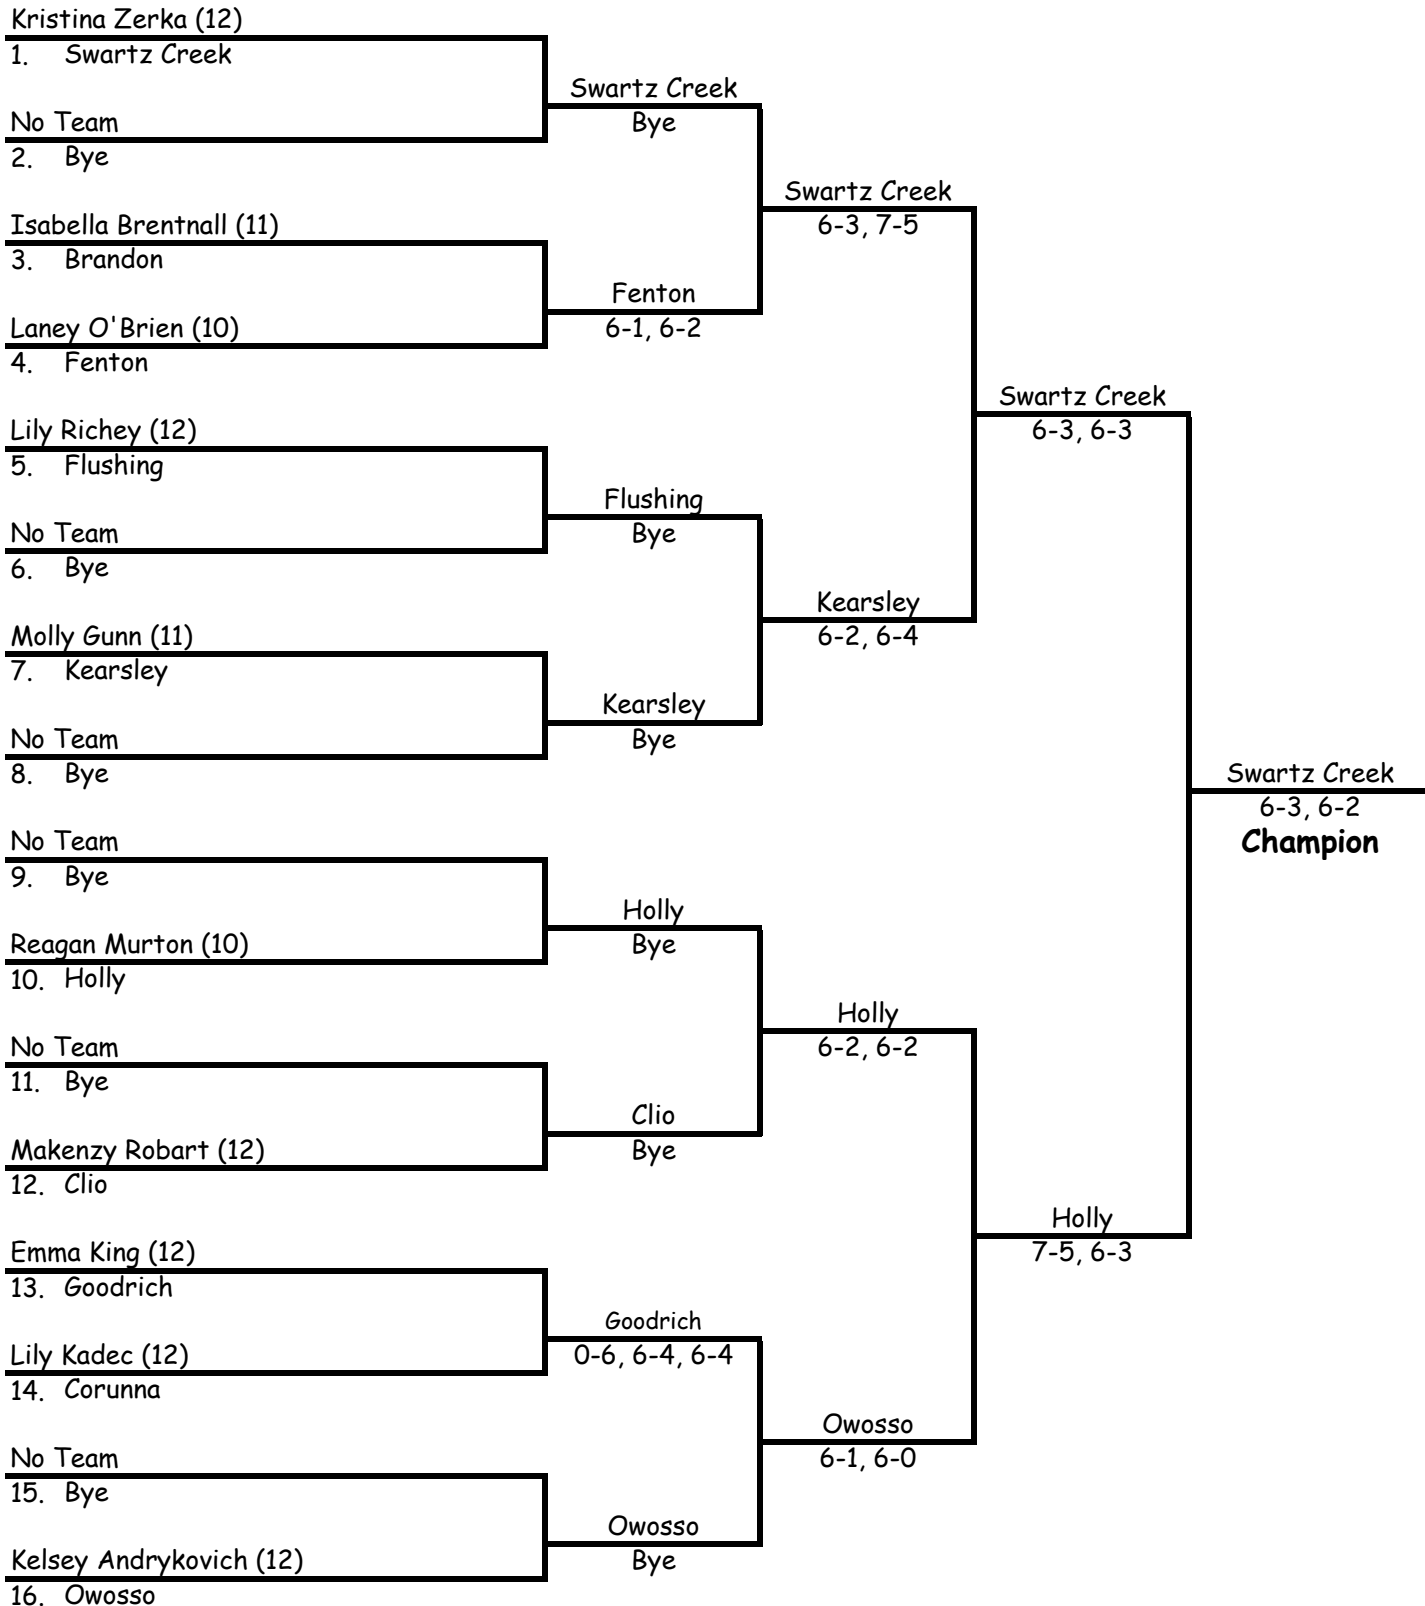 Kristina Zerka (12)
1. Swartz Creek
No Team
2. Bye
Isabella Brentnall (11)
3. Brandon
Laney O'Brien (10)
4. Fenton
Lily Richey (12)
5. Flushing
No Team
6. Bye
Molly Gunn (11)
7. Kearsley
No Team
8. Bye
No Team
9. Bye
Reagan Murton (10)
10. Holly
No Team
11. Bye
Makenzy Robart (12)
12. Clio
Emma King (12)
13. Goodrich
Lily Kadec (12)
14. Corunna
No Team
15. Bye
Kelsey Andrykovich (12)
16. Owosso
Swartz Creek
Bye
Fenton
6-1, 6-2
Flushing
Bye
Kearsley
Bye
Holly
Bye
Clio
Bye
Goodrich
0-6, 6-4, 6-4
Owosso
Bye
Swartz Creek
6-3, 7-5
Kearsley
6-2, 6-4
Holly
6-2, 6-2
Owosso
6-1, 6-0
Swartz Creek
6-3, 6-3
Holly
7-5, 6-3
Swartz Creek
6-3, 6-2
Champion